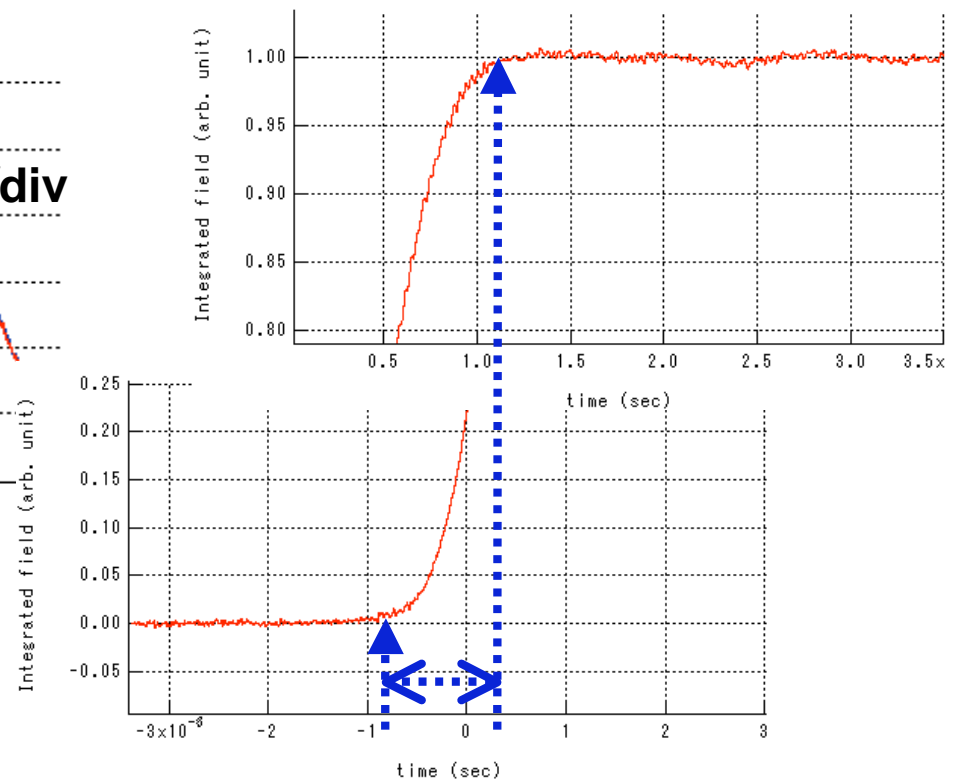 div
Integrated field (arb. unit)
1.00
0.95
0.90
0.85
0.80
0.5 1.0 1.5 2.0 2.5 3.0 3.5x
time (sec)
Integrated field (arb. unit)
0.25
0.20
0.15
0.10
0.05
0.00
-0.05
-3x10⁻⁶ -2 -1 0 1 2 3
time (sec)